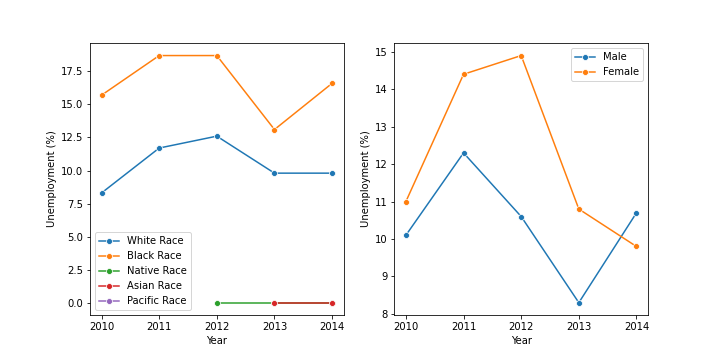 Unemployment (%)
17.5
15.0
12.5
10.0
7.5
5.0
2.5
0.0
White Race
Black Race
Native Race
Asian Race
Pacific Race
2010 2011 2012 2013 2014
Year
Unemployment (%)
15
14
13
12
11
10
9
8
Male
Female
2010 2011 2012 2013 2014
Year